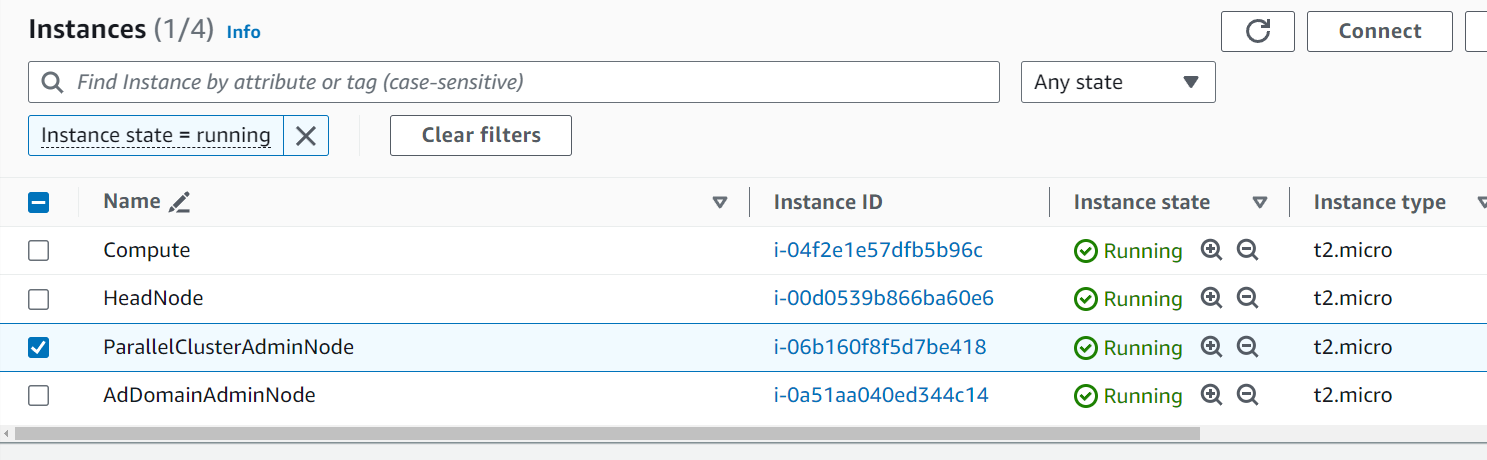 Instances (1/4) Info
Connect
Find Instance by attribute or tag (case-sensitive)
Any state
Instance state = running
Clear filters
Name Instance ID Instance state Instance type
Compute i-04f2e1e57dfb5b96c Running t2.micro
HeadNode i-00d0539b866ba60e6 Running t2.micro
ParallelClusterAdminNode i-06b160f8f5d7be418 Running t2.micro
AdDomainAdminNode i-0a51aa040ed344c14 Running t2.micro